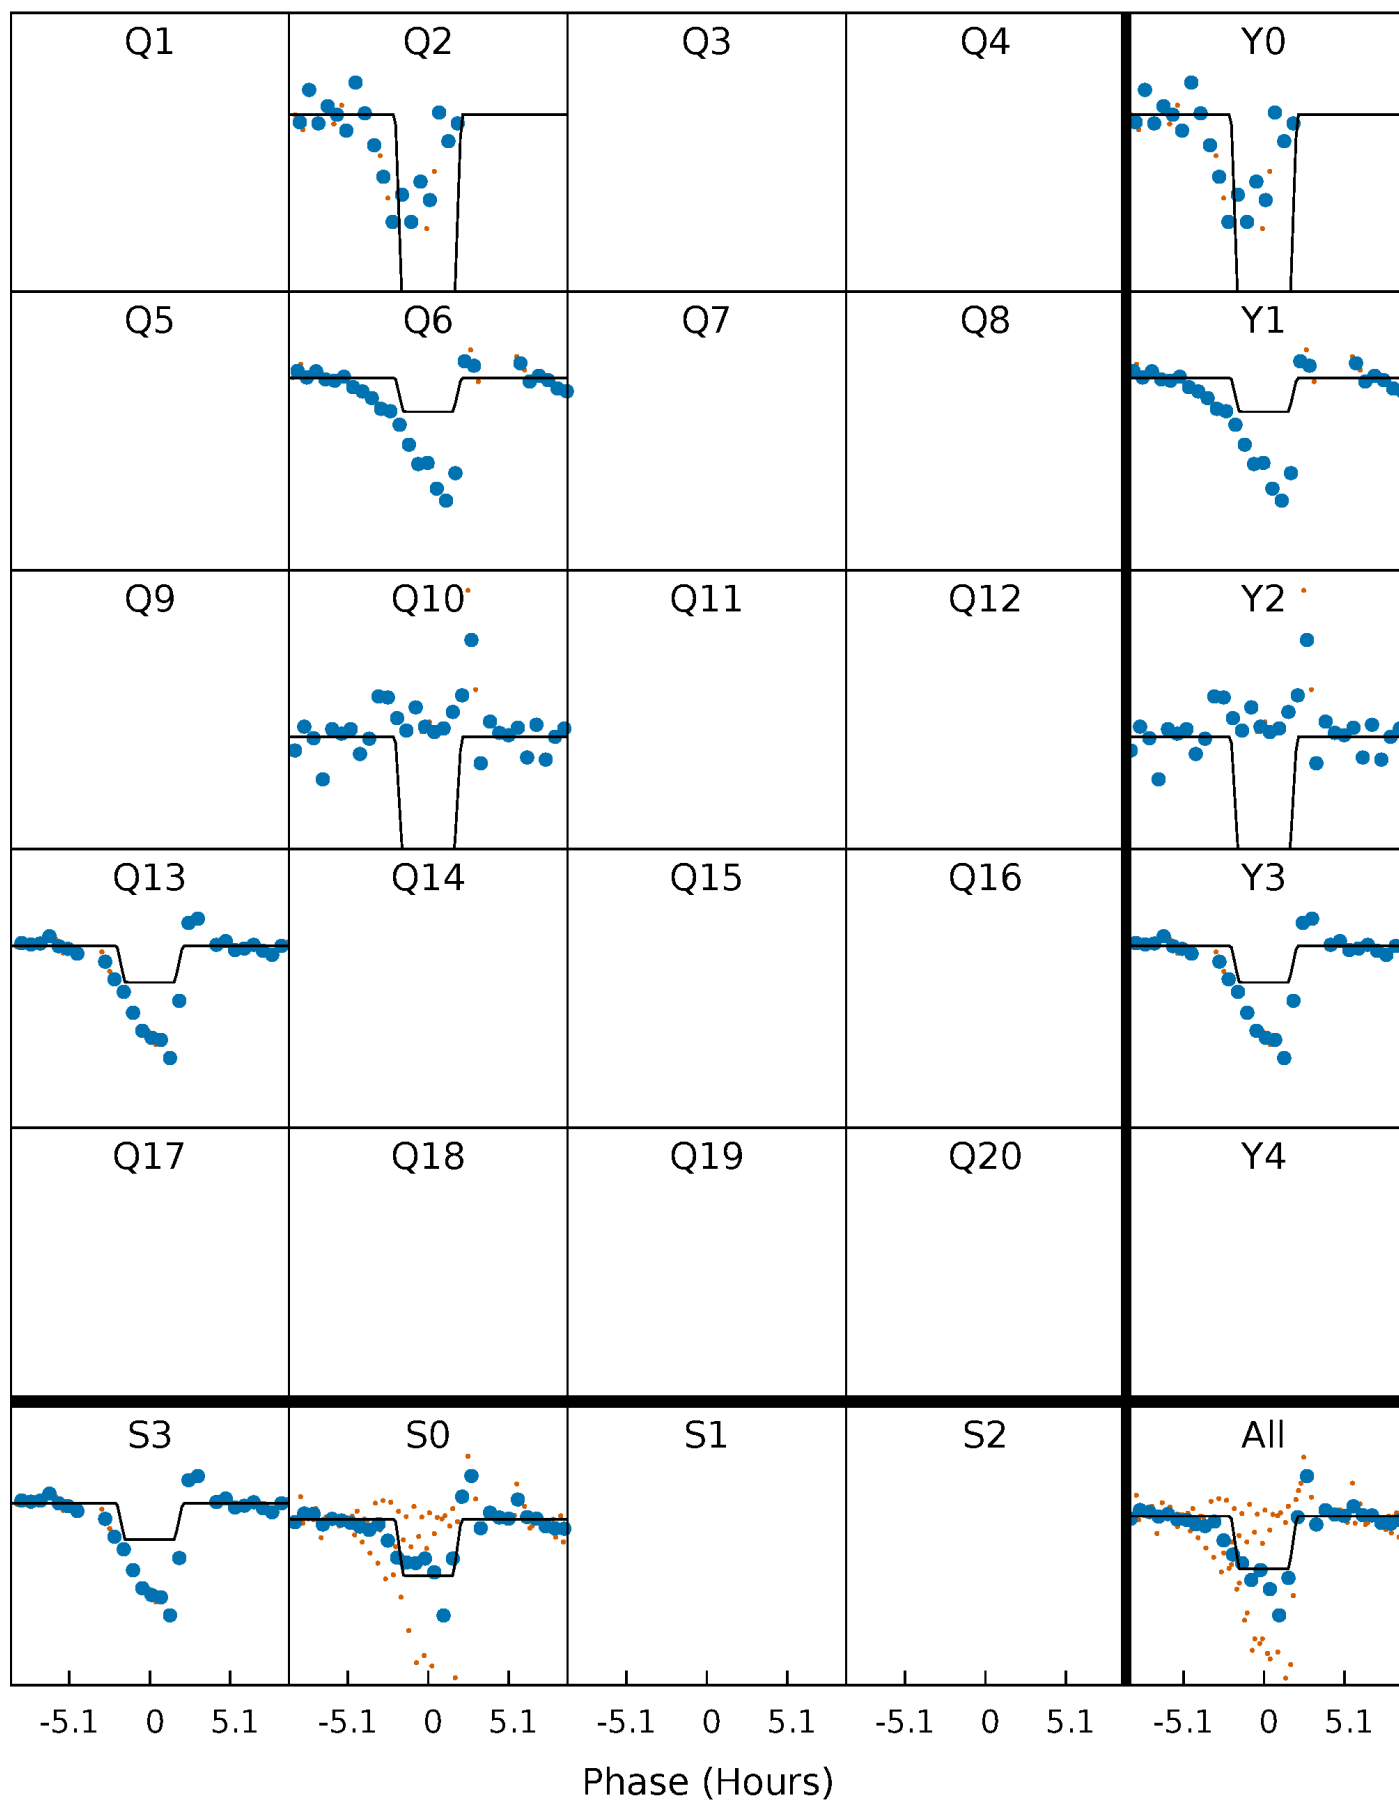 Q1 Q2 Q3 Q4 Y0
Q5 Q6 Q7 Q8 Y1
Q9 Q10 Q11 Q12 Y2
Q13 Q14 Q15 Q16 Y3
Q17 Q18 Q19 Q20 Y4
S3 S0 S1 S2 All
-5.1 0 5.1 -5.1 0 5.1 -5.1 0 5.1 -5.1 0 5.1 -5.1 0 5.1
Phase (Hours)